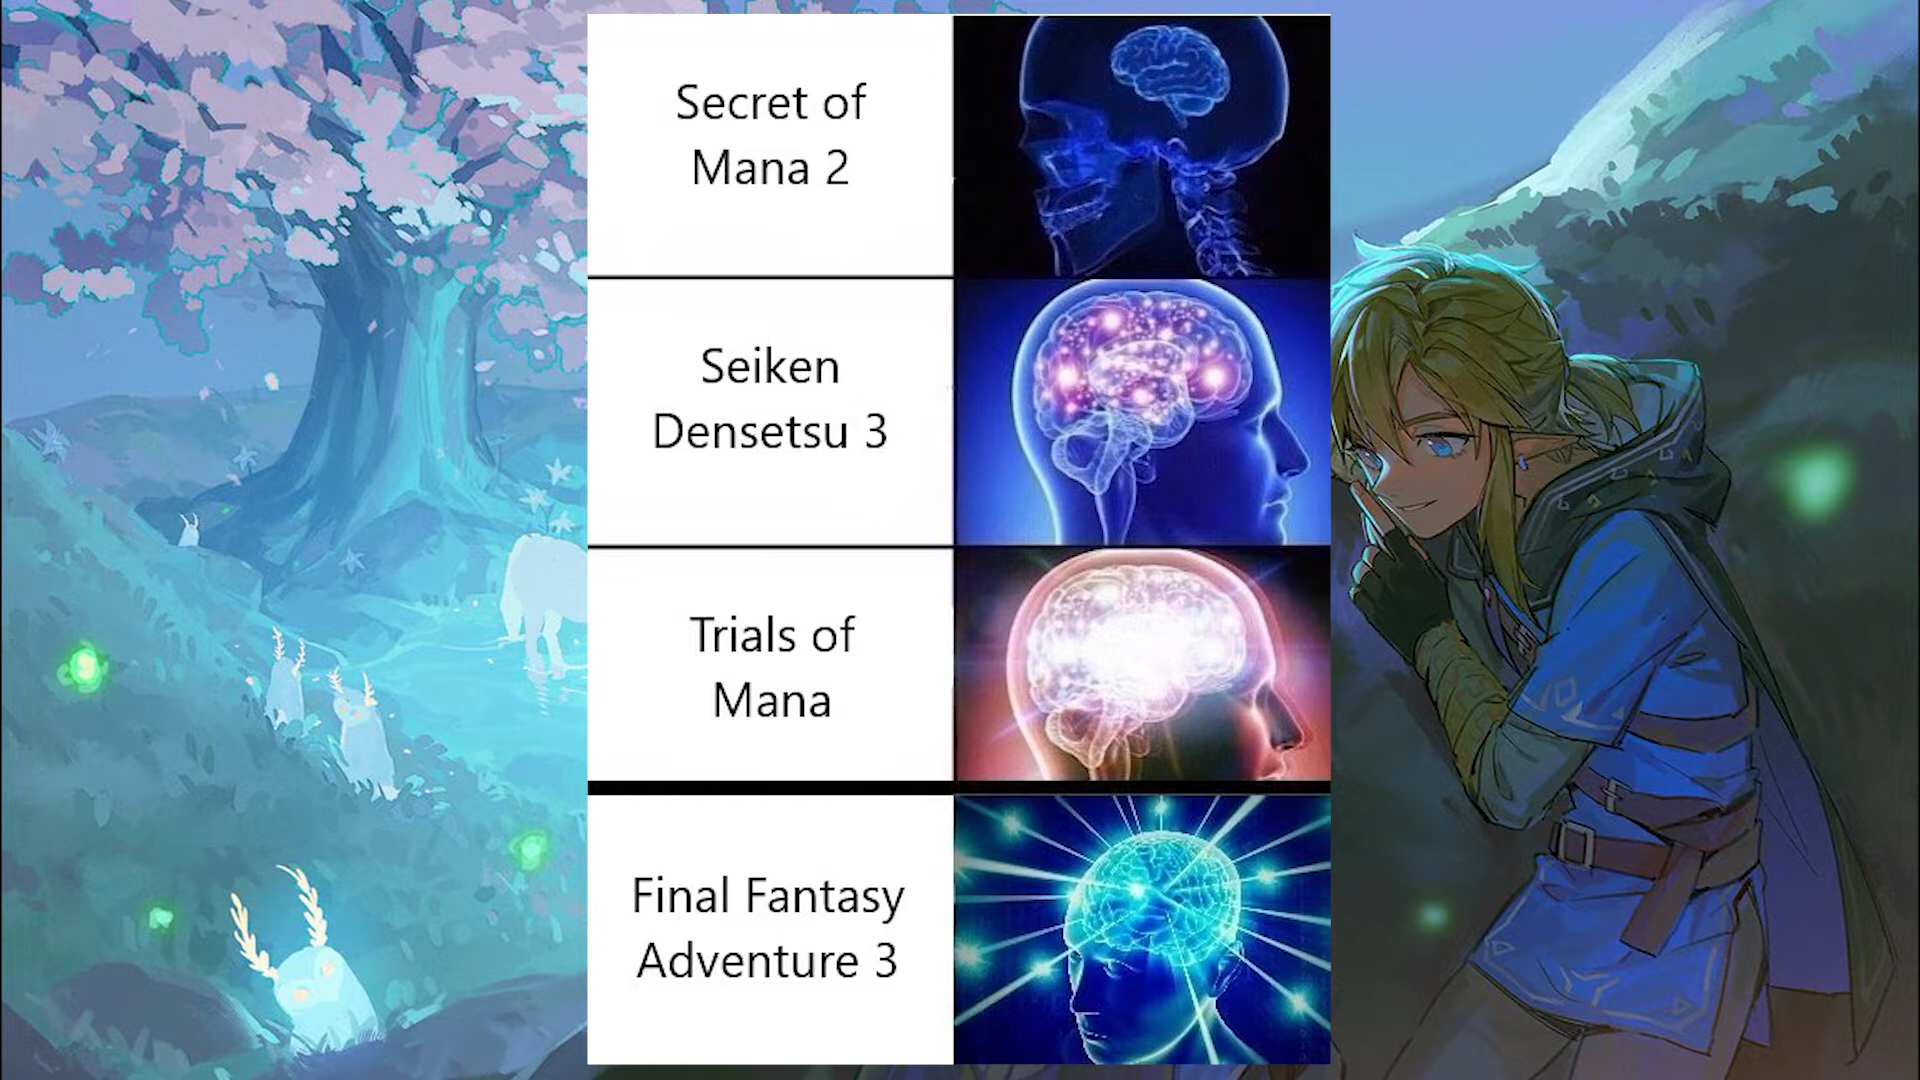 Secret of
Mana 2
Seiken
Densetsu 3
Trials of
Mana
Final Fantasy
Adventure 3